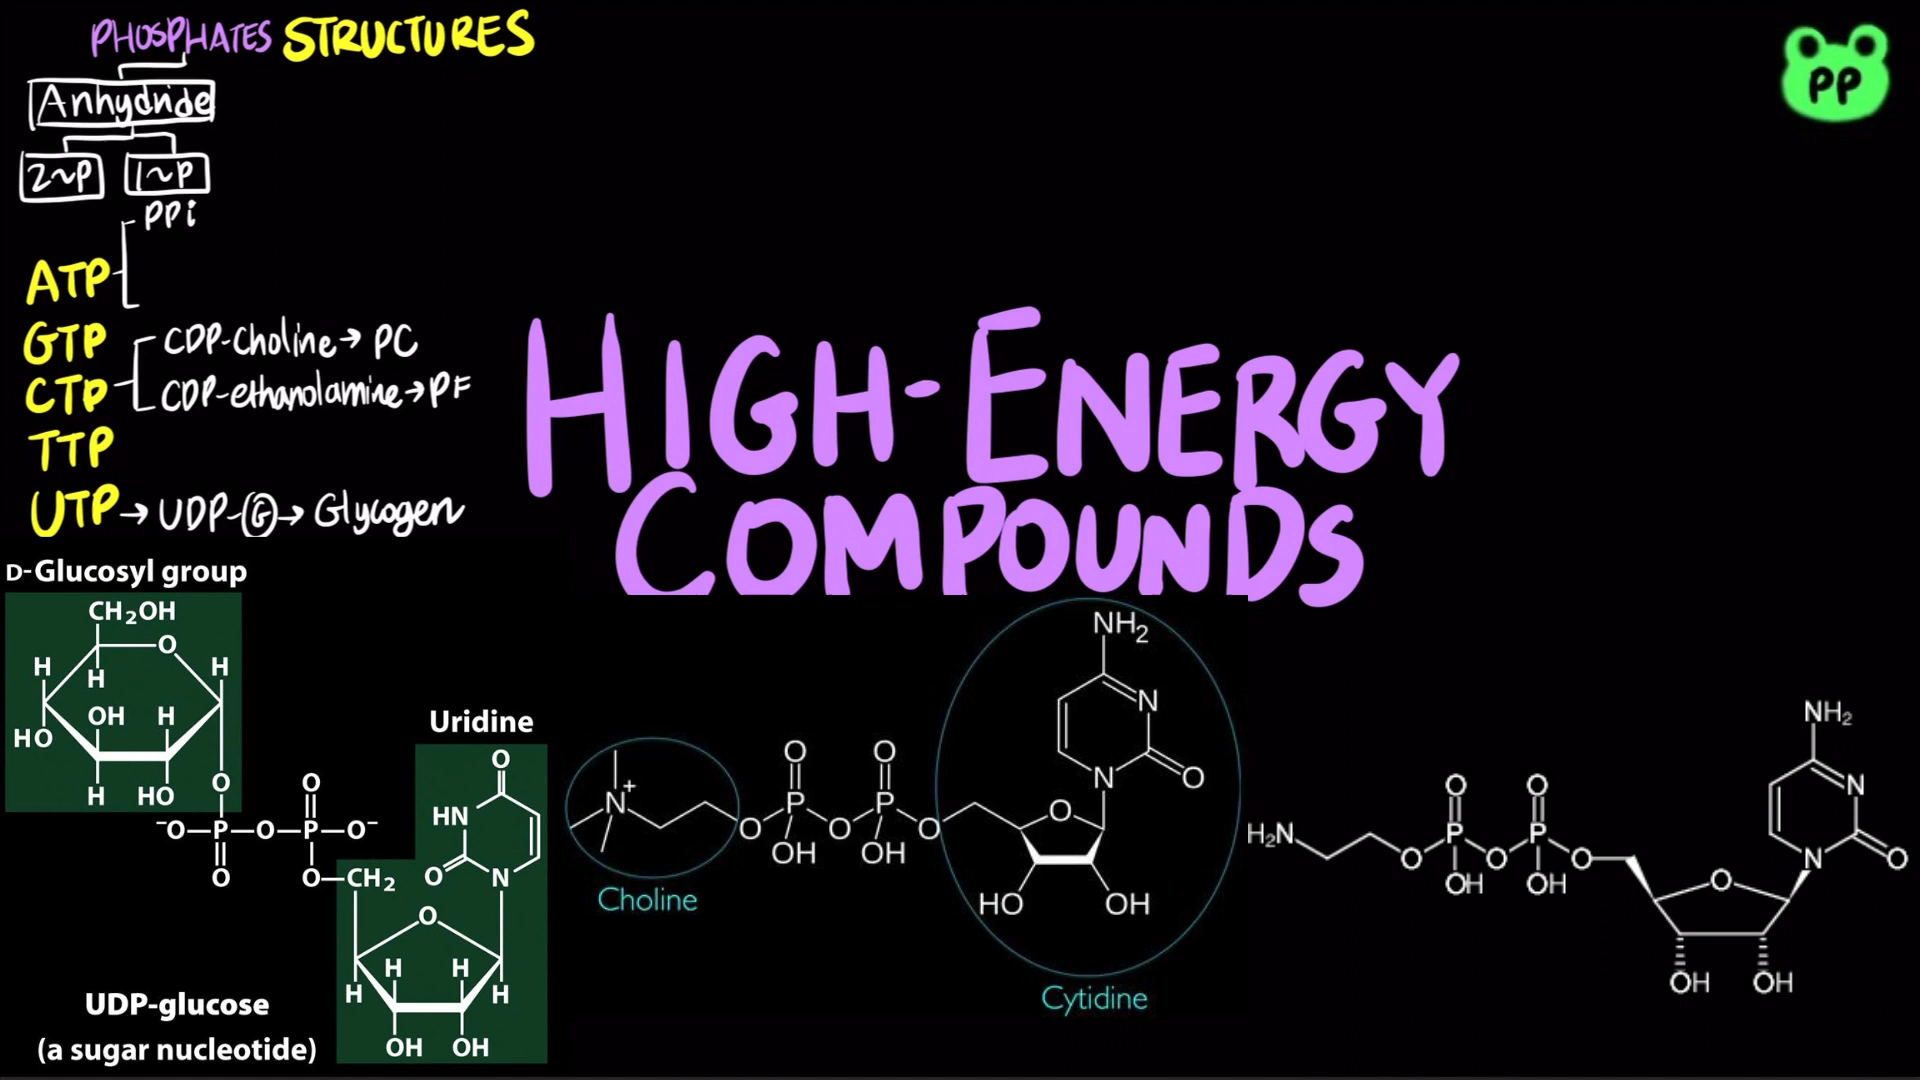 PHOSPHATES STRUCTURES
PP
Anhydride
2~P 1~P
PPi
ATP
GTP
CDP-Choline→ PC
CTP
CDP-ethanolamine→PF
TTP
UTP→ UDP-G→ Glycogen
HIGH-ENERGY
COMPOUNDS
D-Glucosyl group
CH2OH
O
H H
H
OH H
HO
H HO
O
O
⁻O—P—O—P—O⁻
O
O—CH2
Uridine
O
HN
O N
O
H H
H H
OH OH
UDP-glucose
(a sugar nucleotide)
NH2
N
N O
N+
O P O P O
O O
OH OH
O
HO OH
Choline
Cytidine
NH2
N
N O
O O
H2N O P O P O
OH OH
O
OH OH